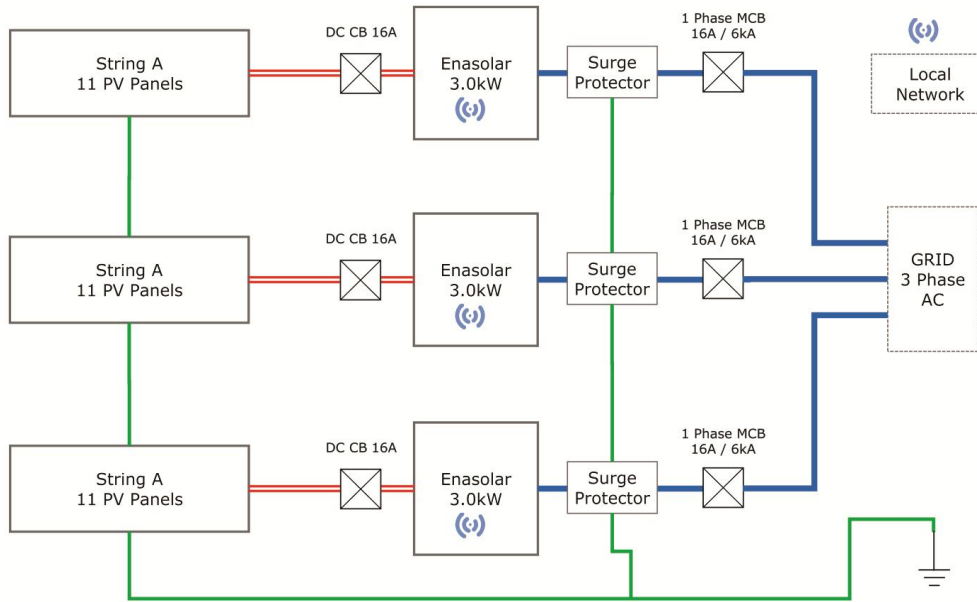 DC CB 16A
1 Phase MCB
16A / 6kA
String A
11 PV Panels
Enasolar
3.0kW
Surge
Protector
Local
Network
DC CB 16A
1 Phase MCB
16A / 6kA
String A
11 PV Panels
Enasolar
3.0kW
Surge
Protector
GRID
3 Phase
AC
DC CB 16A
1 Phase MCB
16A / 6kA
String A
11 PV Panels
Enasolar
3.0kW
Surge
Protector